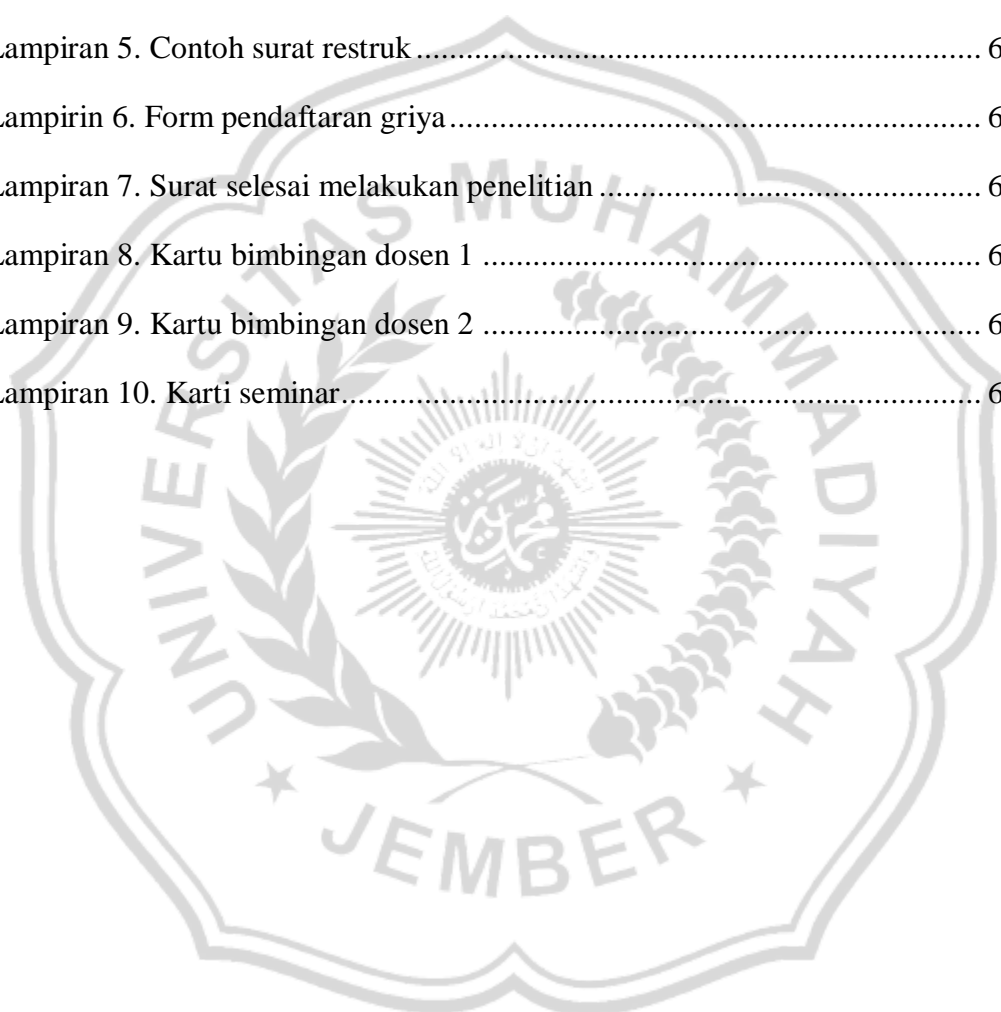 Lampiran 5. Contoh surat restruk ........................................................................ 6
Lampirin 6. Form pendaftaran griya ..................................................................... 6
Lampiran 7. Surat selesai melakukan penelitian .................................................. 6
Lampiran 8. Kartu bimbingan dosen 1 ................................................................ 6
Lampiran 9. Kartu bimbingan dosen 2 ................................................................ 6
Lampiran 10. Karti seminar ................................................................................. 6
UNIVERSITAS MUHAMMADIYAH
JEMBER